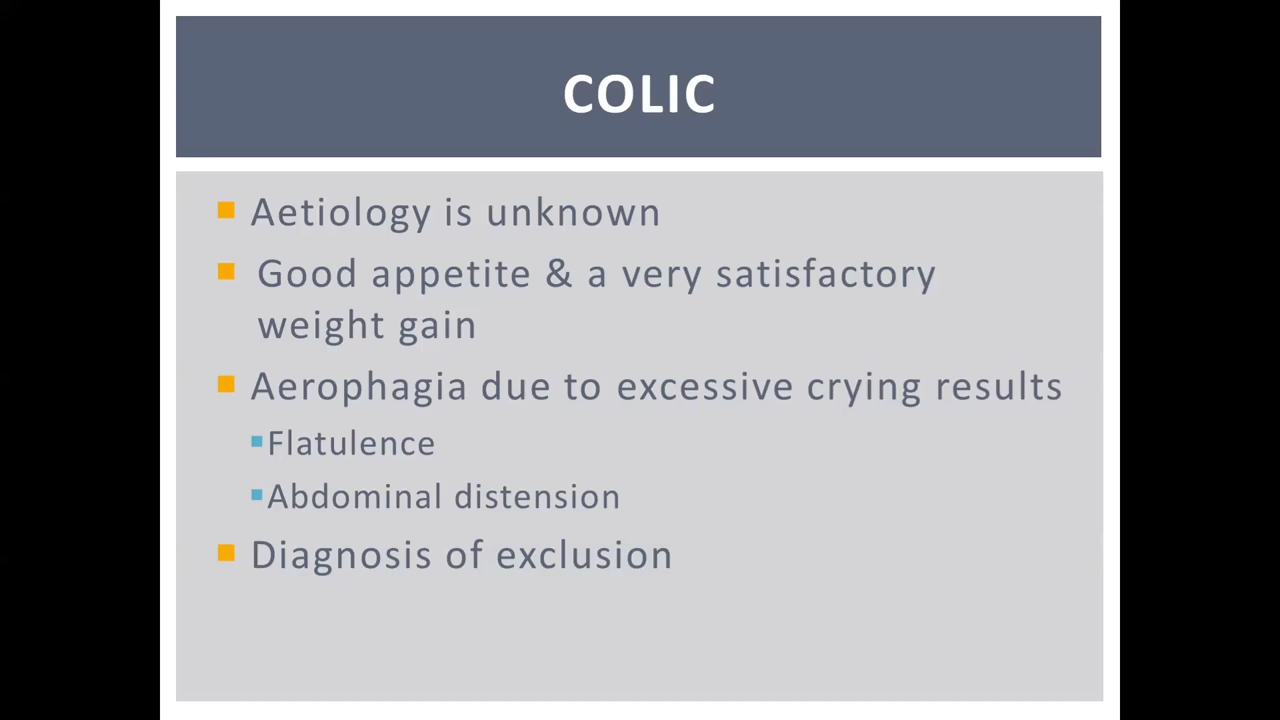 COLIC
Aetiology is unknown
Good appetite & a very satisfactory
weight gain
Aerophagia due to excessive crying results
Flatulence
Abdominal distension
Diagnosis of exclusion